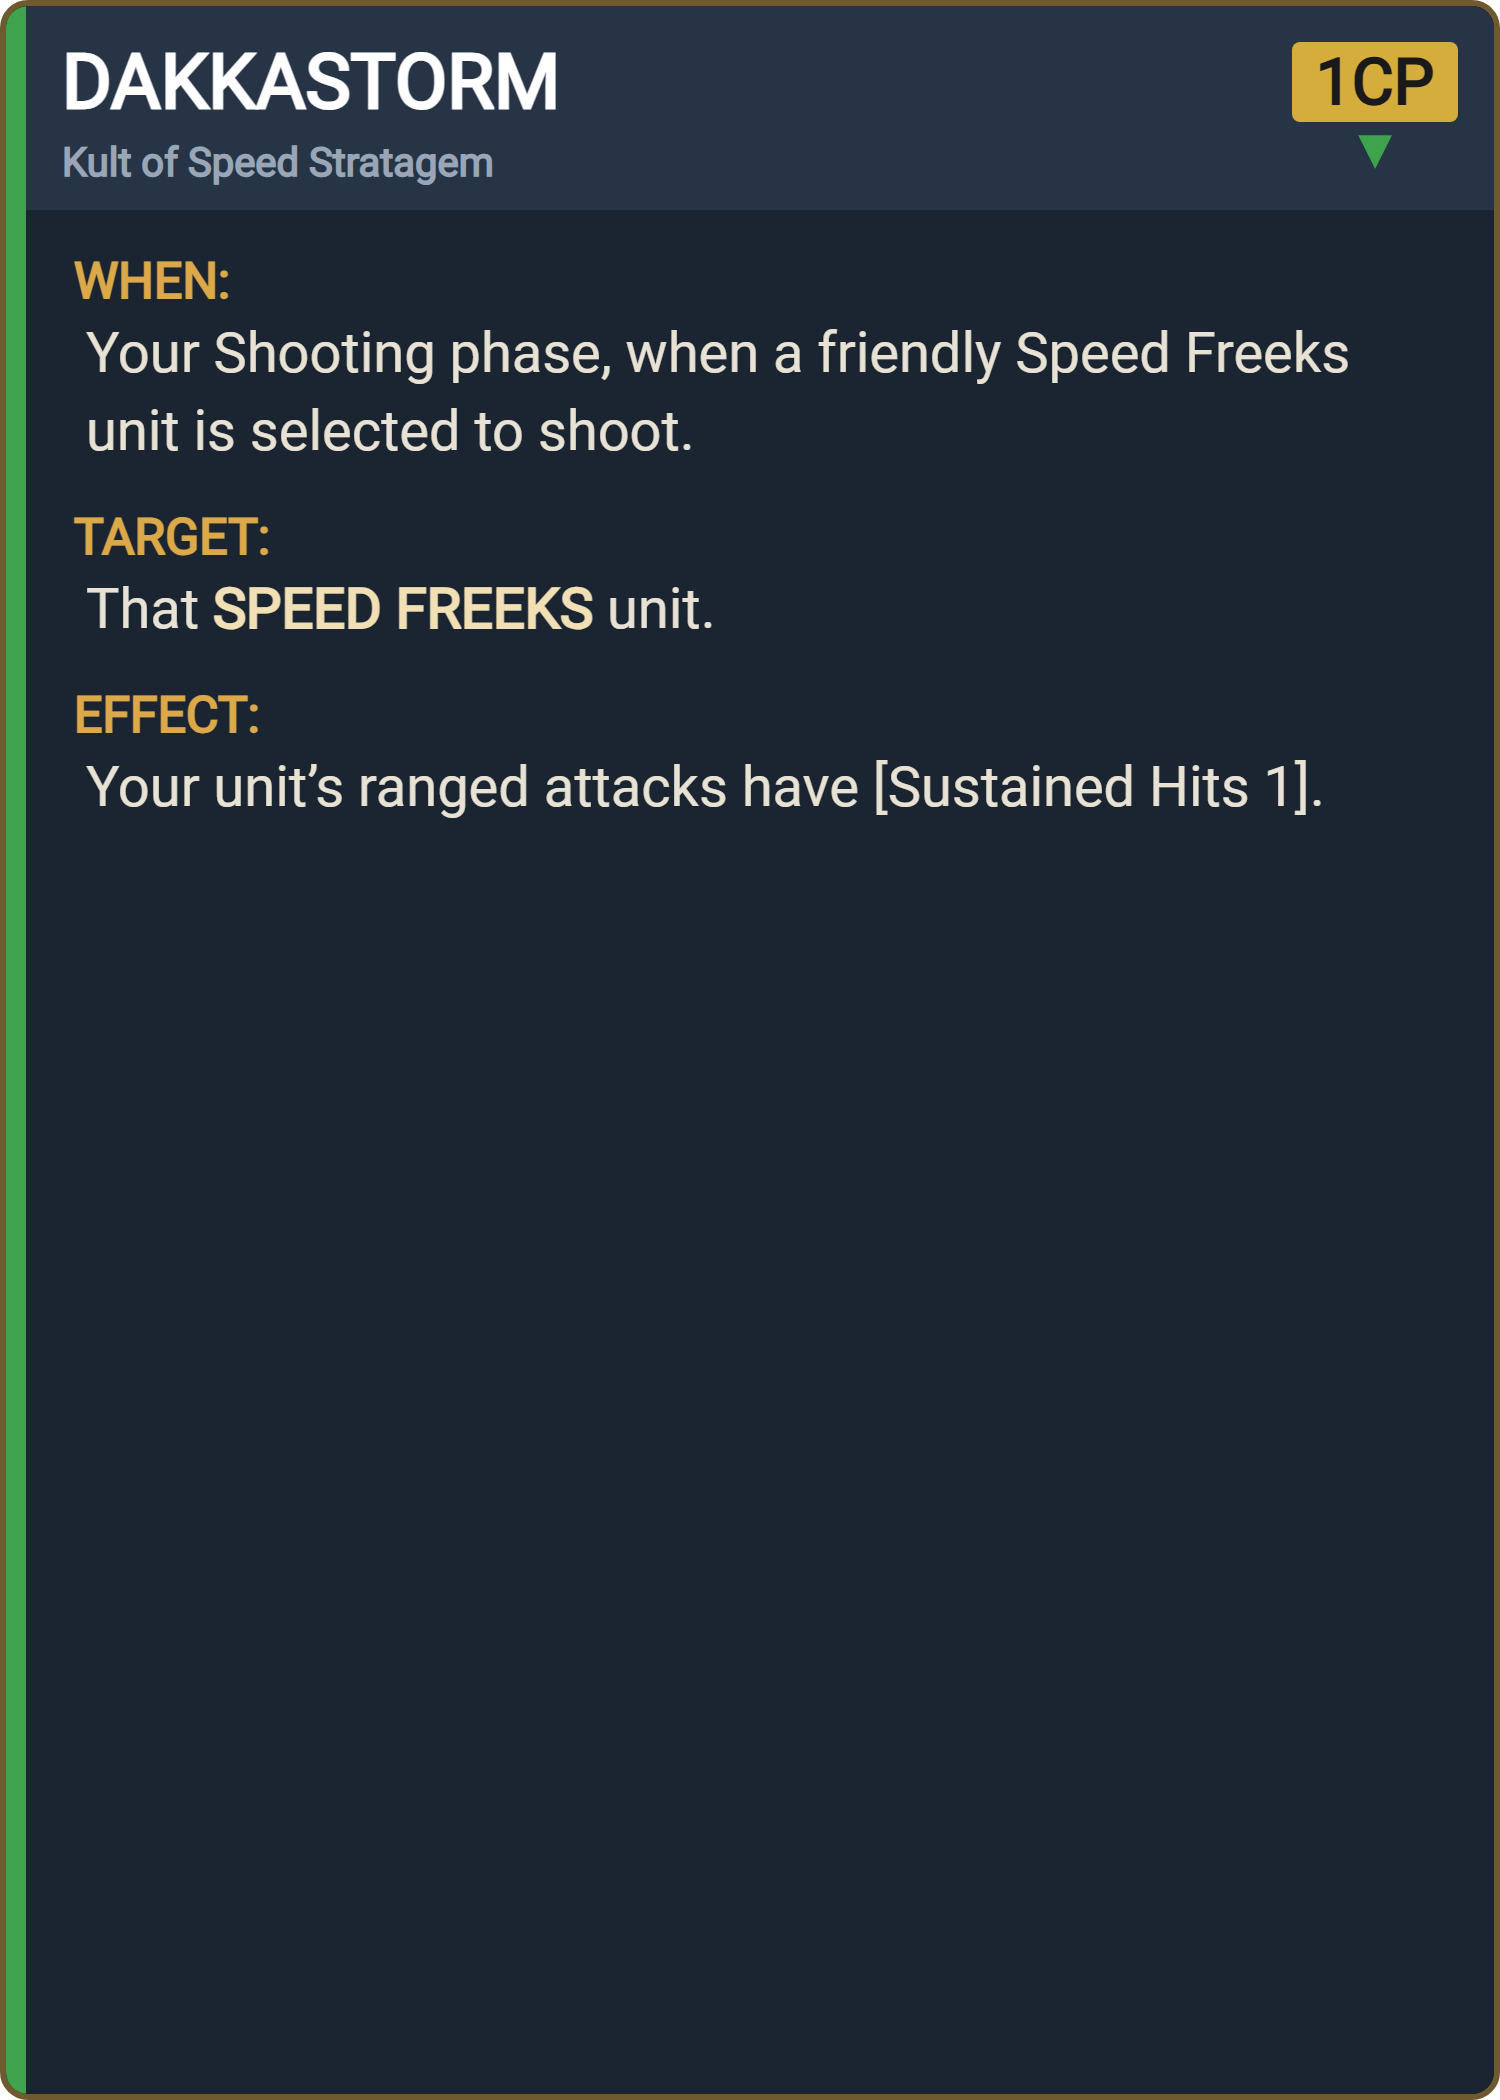 DAKKASTORM
1CP
Kult of Speed Stratagem
WHEN:
Your Shooting phase, when a friendly Speed Freeks
unit is selected to shoot.
TARGET:
That SPEED FREEKS unit.
EFFECT:
Your unit’s ranged attacks have [Sustained Hits 1].